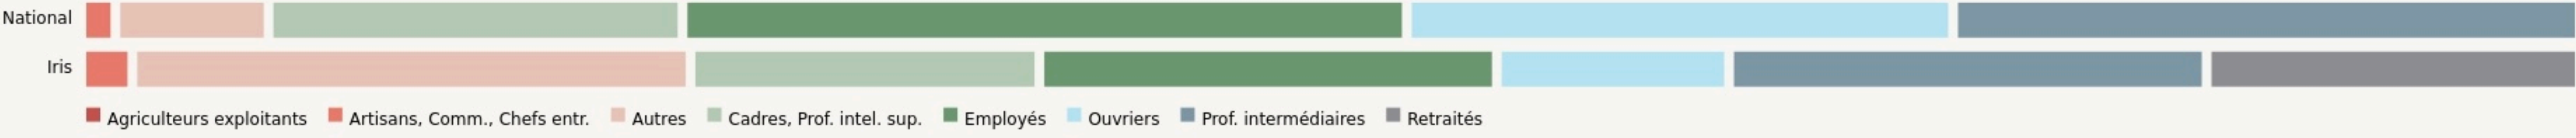 National
Iris
Agriculteurs exploitants Artisans, Comm., Chefs entr. Autres Cadres, Prof. intel. sup. Employés Ouvriers Prof. intermédiaires Retraités